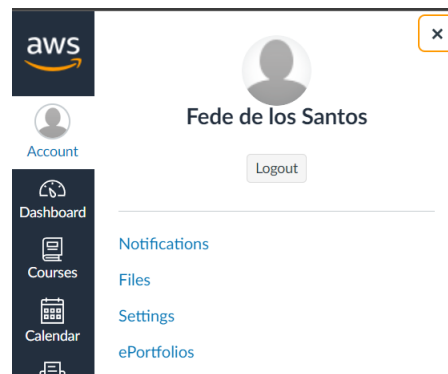 aws
×
Fede de los Santos
Account
Logout
Dashboard
Notifications
Courses
Files
Settings
Calendar
ePortfolios